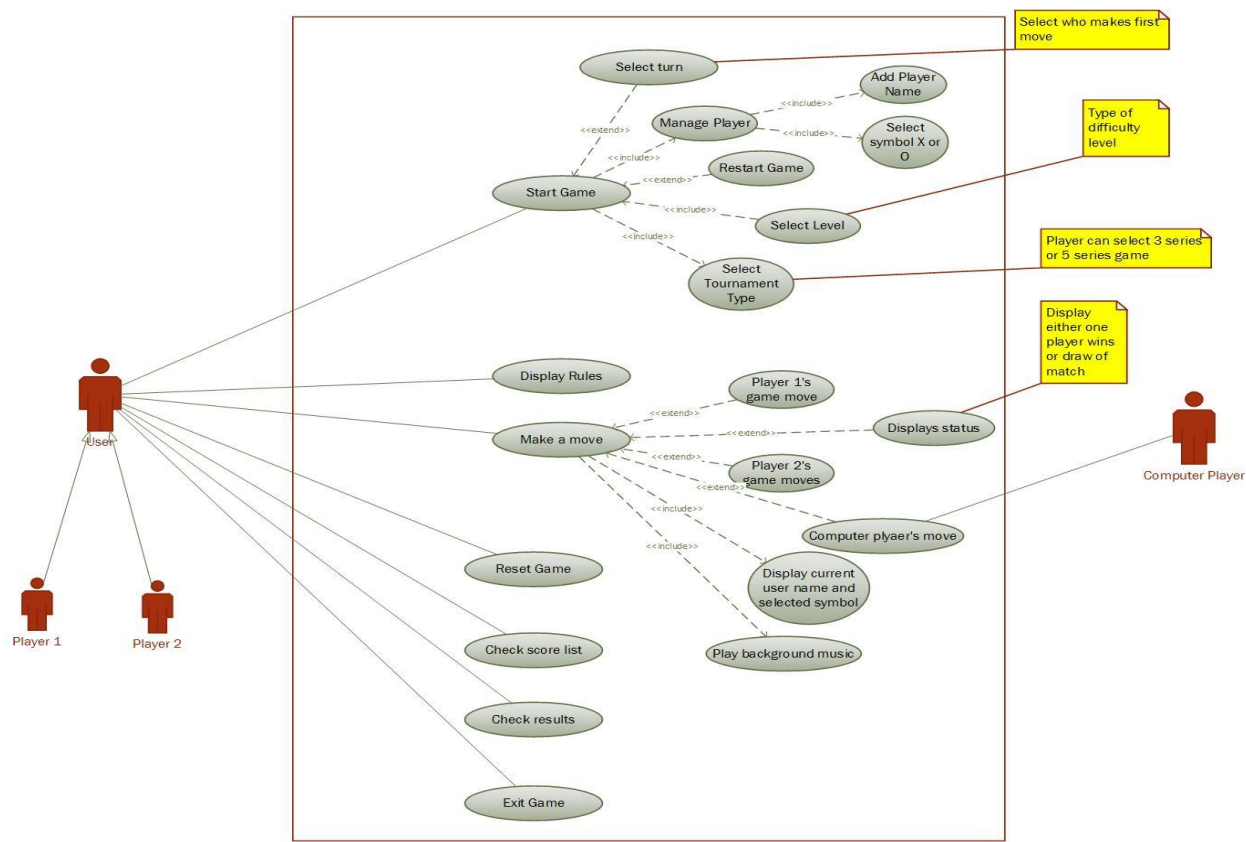 Select who makes first
move
Select turn
Add Player
Name
<<include>>
Manage Player
<<extend>>
<<include>>
Select
symbol X or
O
Type of
difficulty
level
<<include>>
Restart Game
<<extend>>
Start Game
<<include>>
Select Level
<<include>>
Player can select 3 series
or 5 series game
Select
Tournament
Type
Display
either one
player wins
or draw of
match
Display Rules
Player 1's
game move
<<extend>>
Displays status
<<extend>>
Make a move
User
<<extend>>
Player 2's
game moves
<<extend>>
Computer Player
<<include>>
Computer plyaer's move
<<include>>
Reset Game
Display current
user name and
selected symbol
Player 1
Player 2
Check score list
Play background music
Check results
Exit Game